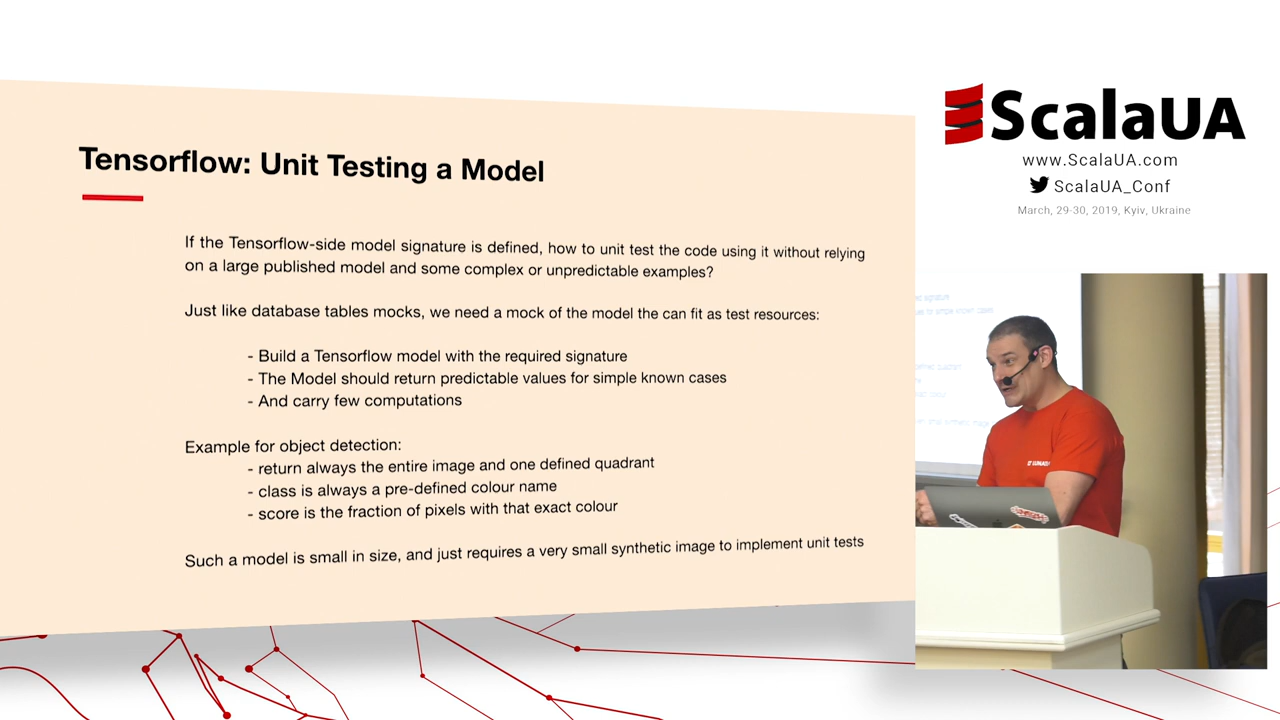 Tensorflow: Unit Testing a Model
If the Tensorflow-side model signature is defined, how to unit test the code using it without relying
on a large published model and some complex or unpredictable examples?
Just like database tables mocks, we need a mock of the model the can fit as test resources:
- Build a Tensorflow model with the required signature
- The Model should return predictable values for simple known cases
- And carry few computations
Example for object detection:
- return always the entire image and one defined quadrant
- class is always a pre-defined colour name
- score is the fraction of pixels with that exact colour
Such a model is small in size, and just requires a very small synthetic image to implement unit tests
ScalaUA
www.ScalaUA.com
ScalaUA_Conf
March, 29-30, 2019, Kyiv, Ukraine